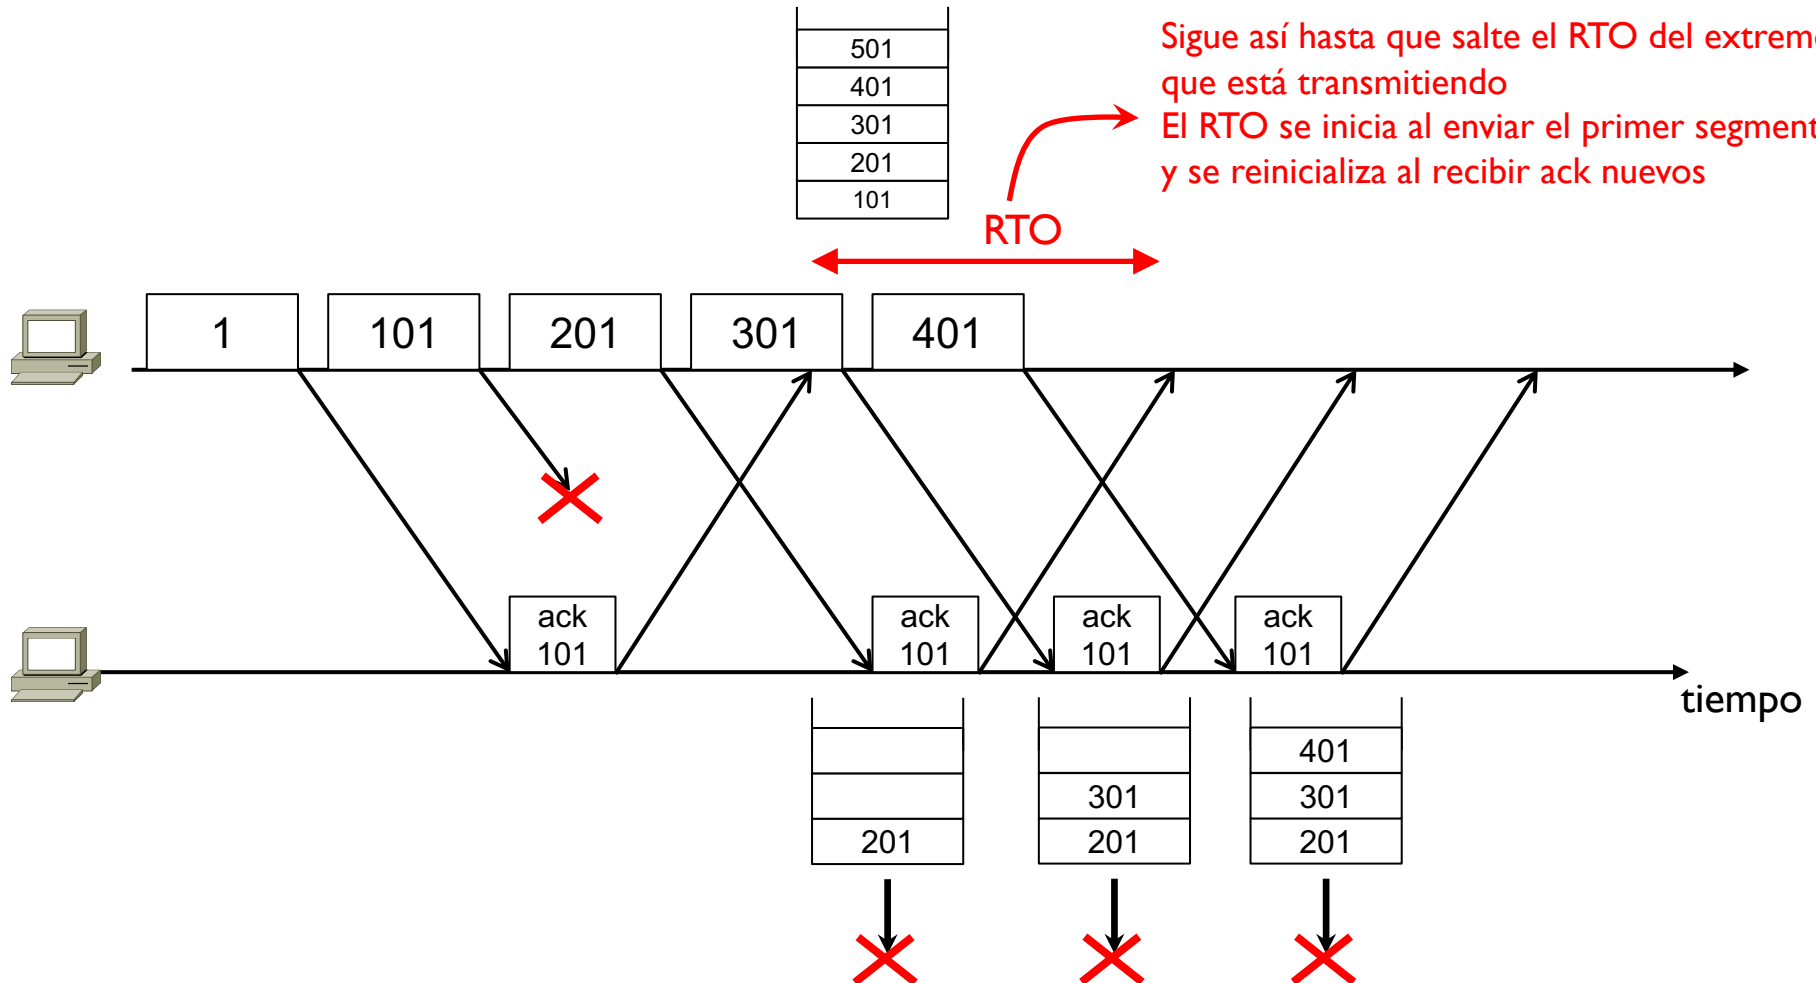 501
401
301
201
101
Sigue así hasta que salte el RTO del extremo
que está transmitiendo
El RTO se inicia al enviar el primer
y se reinicializa al recibir ack nuevos
RTO
1
101
201
301
401
ack
101
ack
101
ack
101
ack
101
tiempo
201
301
201
401
301
201